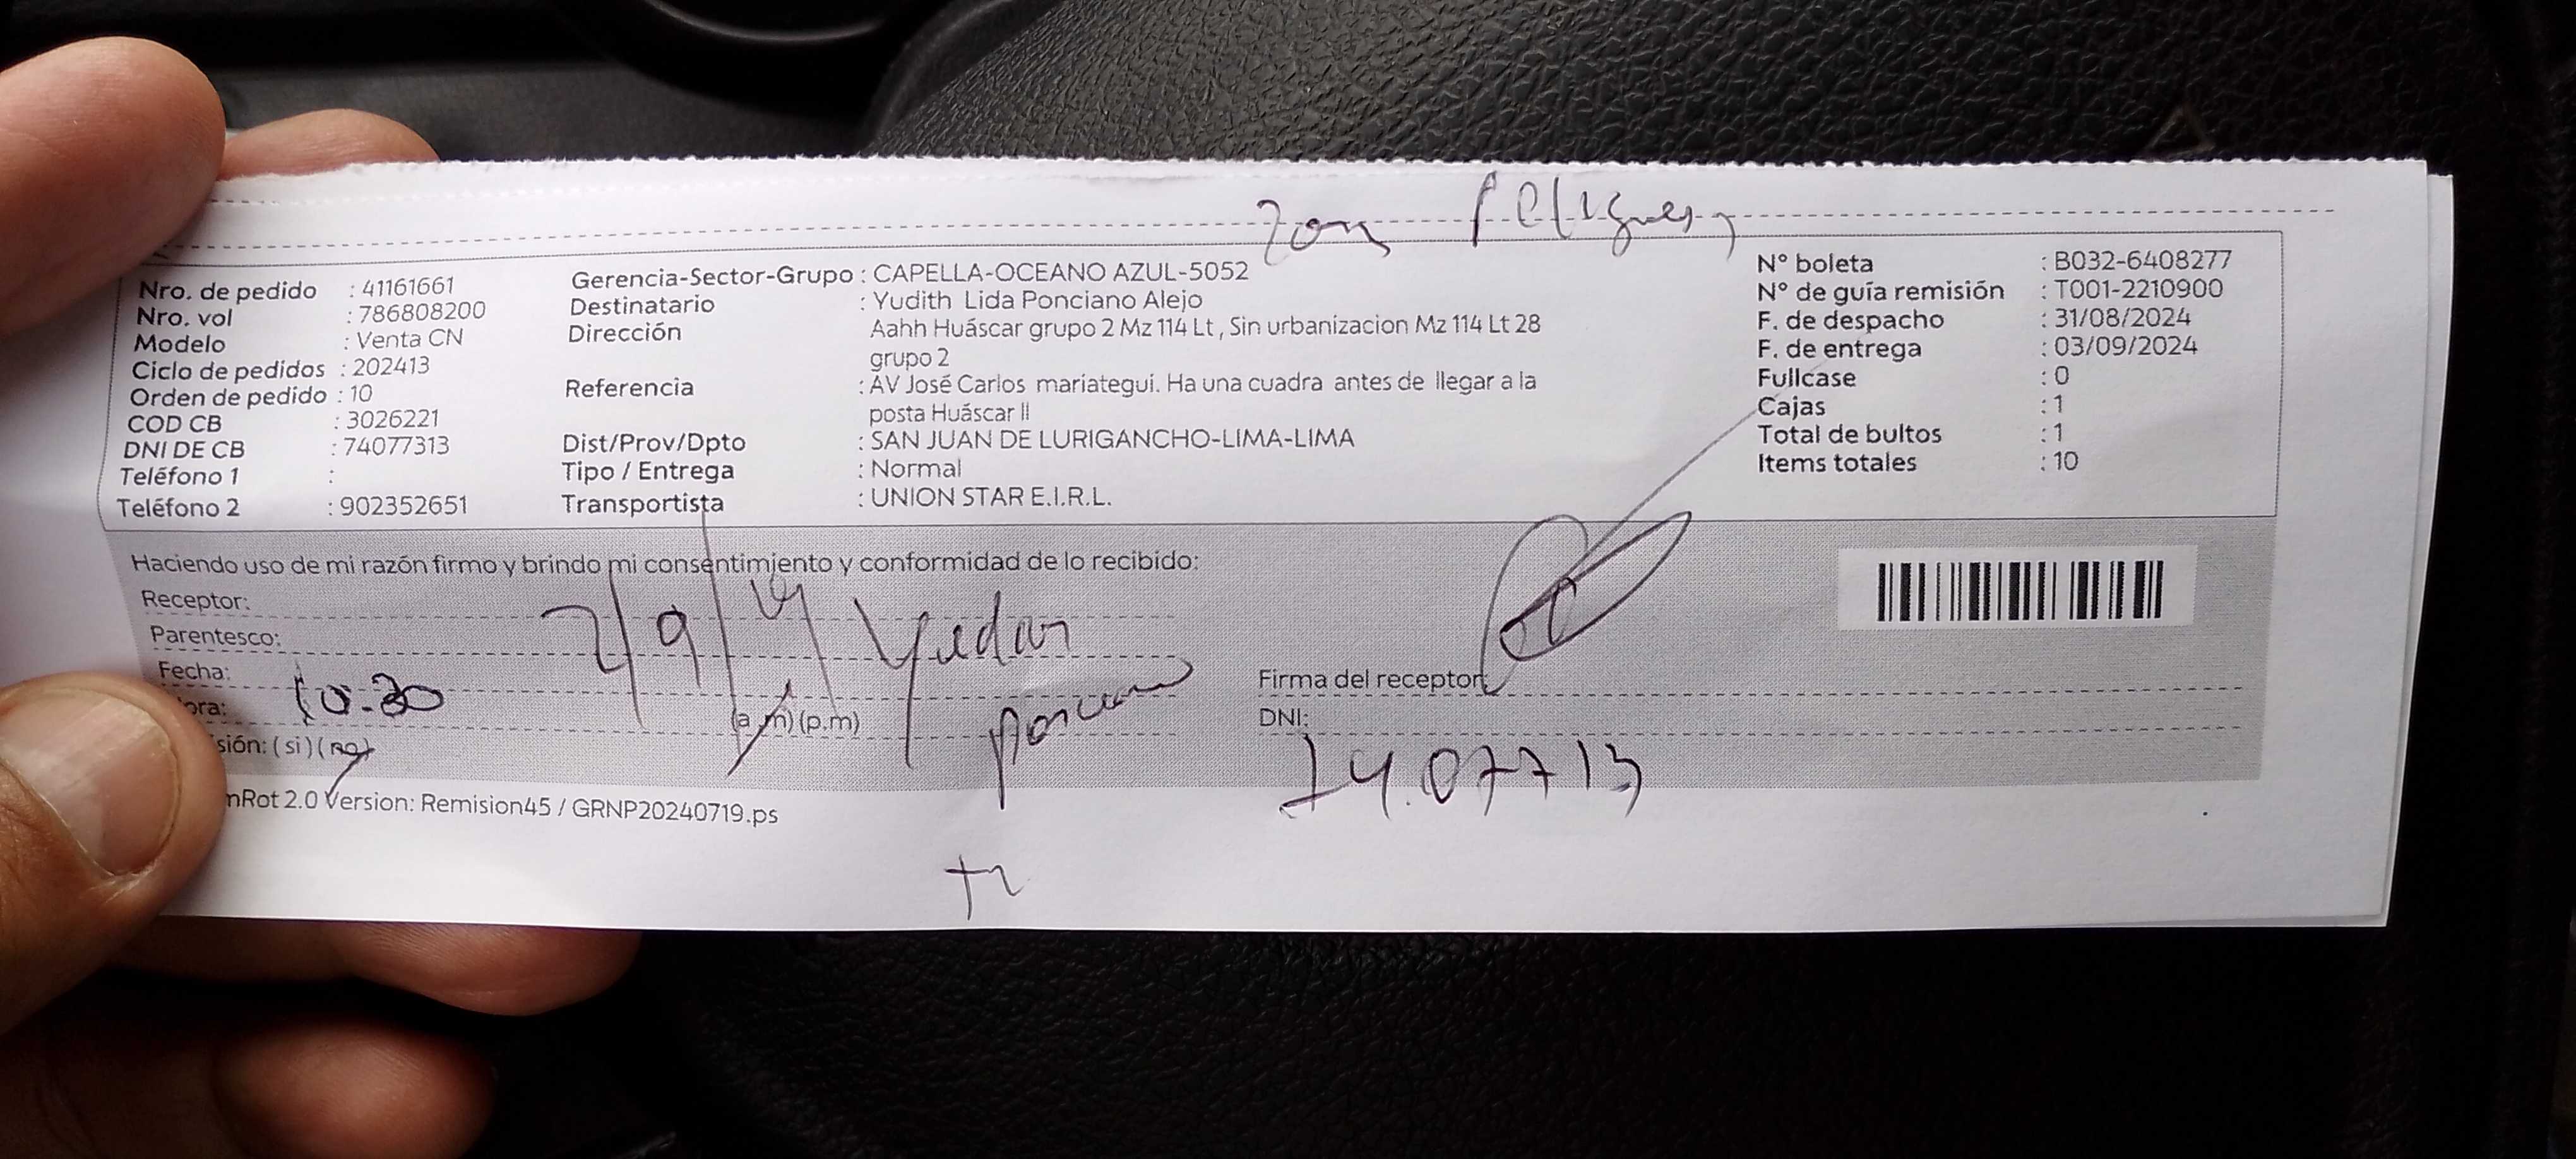 Zona Peligrosa
Nro. de pedido : 41161661
Nro. vol : 786808200
Modelo : Venta CN
Ciclo de pedidos : 202413
Orden de pedido : 10
COD CB : 3026221
DNI DE CB : 74077313
Teléfono 1 :
Teléfono 2 : 902352651
Gerencia-Sector-Grupo : CAPELLA-OCEANO AZUL-5052
Destinatario : Yudith Lida Ponciano Alejo
Dirección Aahh Huáscar grupo 2 Mz 114 Lt , Sin urbanizacion Mz 114 Lt 28
grupo 2
Referencia : AV José Carlos mariategui. Ha una cuadra antes de llegar a la
posta Huáscar II
Dist/Prov/Dpto : SAN JUAN DE LURIGANCHO-LIMA-LIMA
Tipo / Entrega : Normal
Transportista : UNION STAR E.I.R.L.
N° boleta : B032-6408277
N° de guía remisión : T001-2210900
F. de despacho : 31/08/2024
F. de entrega : 03/09/2024
Fullcase : 0
Cajas : 1
Total de bultos : 1
Items totales : 10
Haciendo uso de mi razón firmo y brindo mi consentimiento y conformidad de lo recibido:
Receptor:
Parentesco:
Fecha:
ora: 10:30 (a.m) (p.m)
sión: ( si ) ( no )
Firma del receptor:
DNI:
mRot 2.0 Version: Remision45 / GRNP20240719.ps